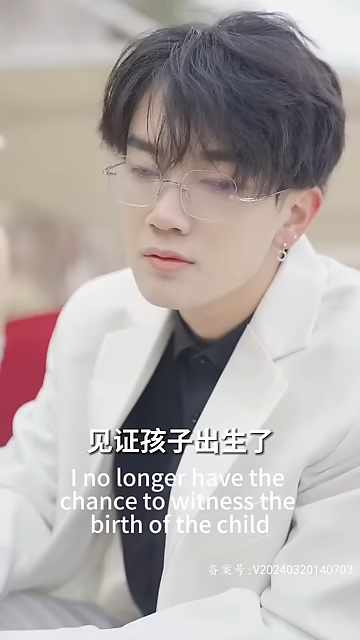 见证孩子出生了
I no longer have the
chance to witness the
birth of the child
备案号:V20240320140703